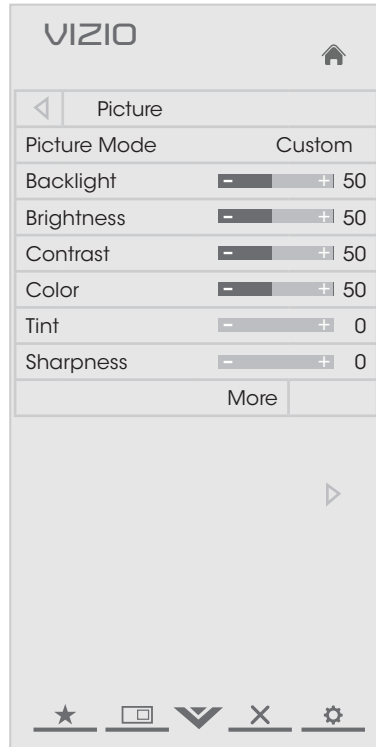 VIZIO
Picture
Picture Mode Custom
Backlight - + 50
Brightness - + 50
Contrast - + 50
Color - + 50
Tint - + 0
Sharpness - + 0
More